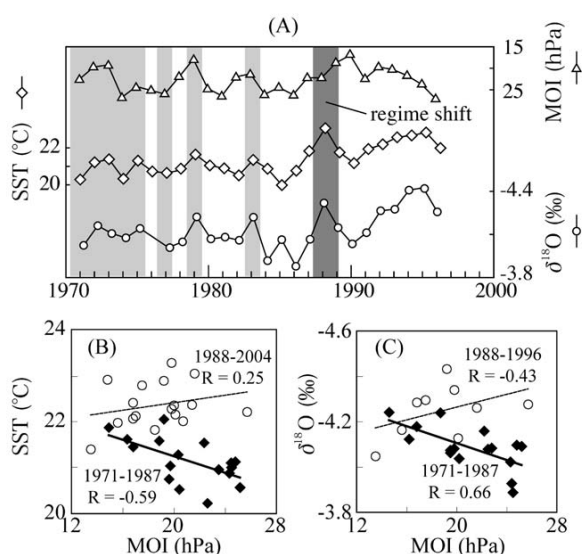 (A)
SST (°C)
22
20
15
25
MOI (hPa)
regime shift
-4.4
-3.8
δ18O (‰)
1970
1980
1990
2000
(B)
SST (°C)
24
22
20
1988-2004
R = 0.25
1971-1987
R = -0.59
12
20
28
MOI (hPa)
(C)
δ18O (‰)
-4.6
-4.2
-3.8
1988-1996
R = -0.43
1971-1987
R = 0.66
12
20
28
MOI (hPa)